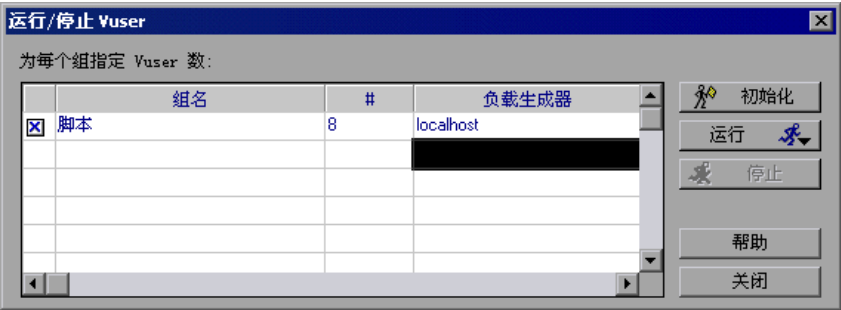 运行/停止 Vuser
为每个组指定 Vuser 数:
组名 # 负载生成器
脚本 8 localhost
初始化
运行
停止
帮助
关闭